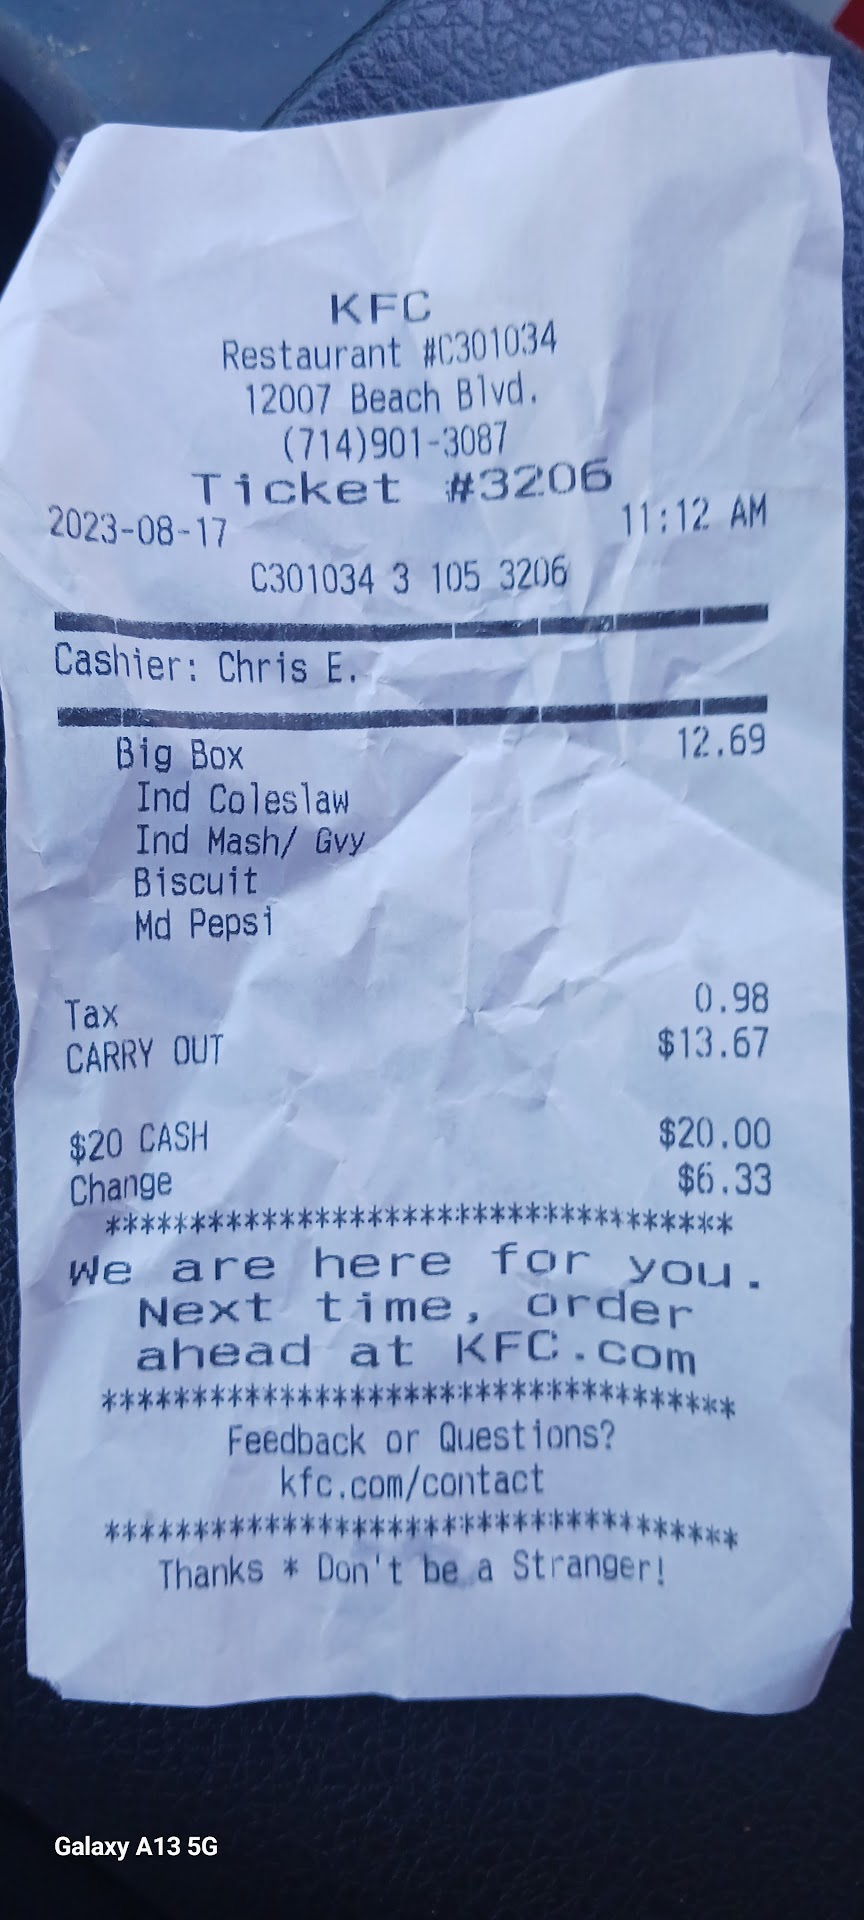 KFC
Restaurant #C301034
12007 Beach Blvd.
(714)901-3087
Ticket #3206
2023-08-17 11:12 AM
C301034 3 105 3206
Cashier: Chris E.
Big Box 12.69
Ind Coleslaw
Ind Mash/ Gvy
Biscuit
Md Pepsi
Tax 0.98
CARRY OUT $13.67
$20 CASH $20.00
Change $6.33
***********************************
We are here for you.
Next time, order
ahead at KFC.com
***********************************
Feedback or Questions?
kfc.com/contact
***********************************
Thanks * Don't be a Stranger!
Galaxy A13 5G